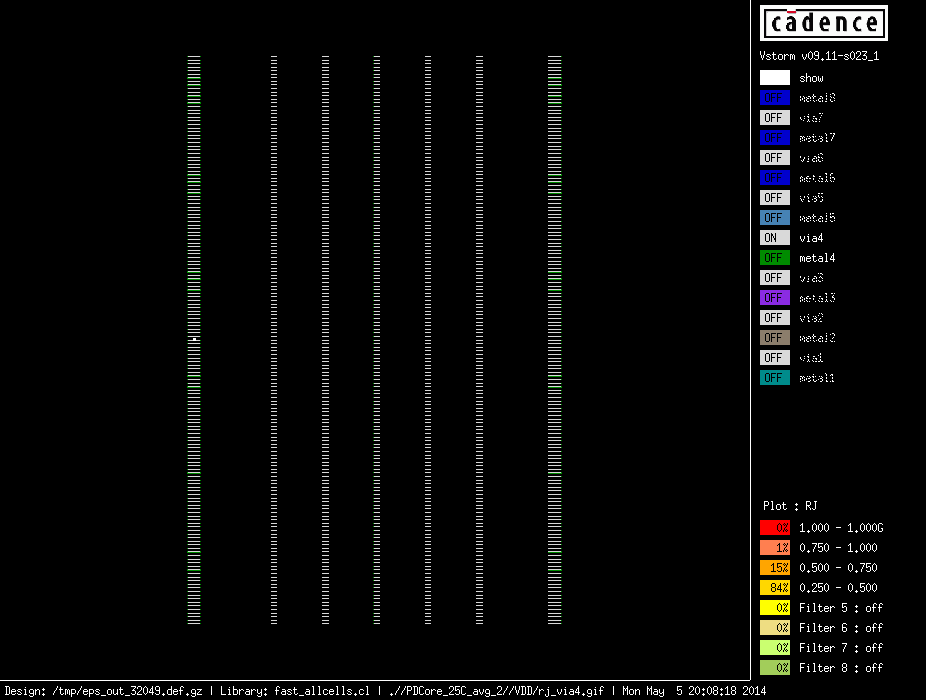 cadence
Vstorm v09.11-s023_1
show
metal8
OFF via7
metal7
OFF via6
metal6
OFF via5
OFF metal5
ON via4
OFF metal4
OFF via3
OFF metal3
OFF via2
OFF metal2
OFF via1
OFF metal1
Plot : RJ
0% 1.000 - 1.000G
1% 0.750 - 1.000
15% 0.500 - 0.750
84% 0.250 - 0.500
0% Filter 5 : off
0% Filter 6 : off
0% Filter 7 : off
0% Filter 8 : off
Design: /tmp/eps_out_32049.def.gz | Library: fast_allcells.cl | .//PDCore_25C_avg_2//VDD/rj_via4.gif | Mon May  5 20:08:18 2014